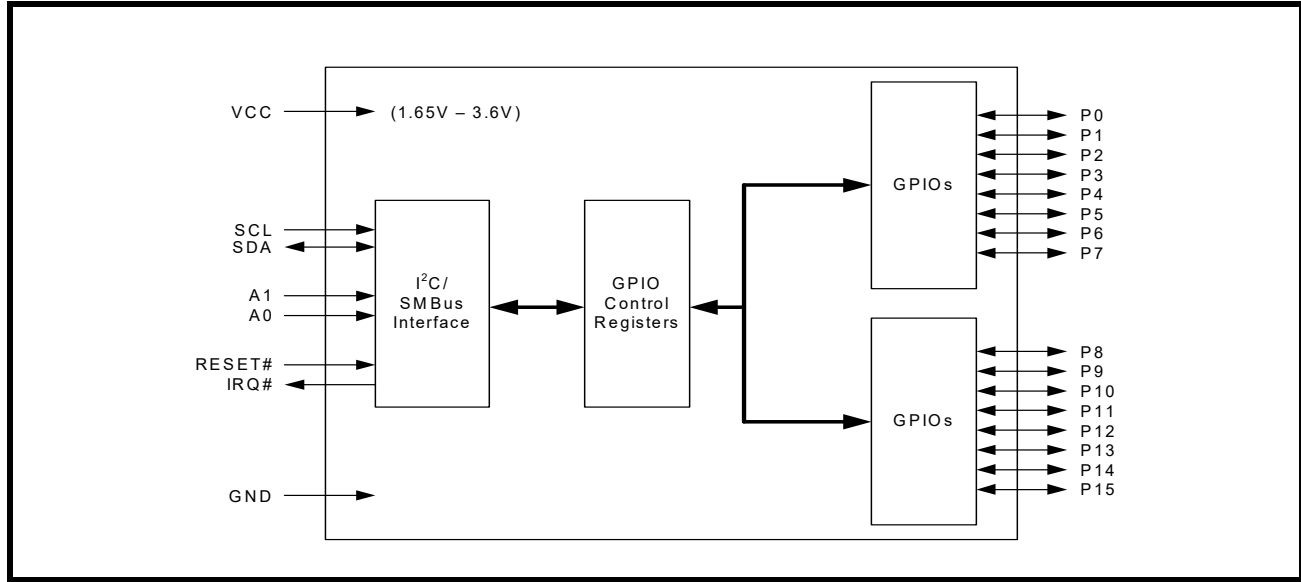 VCC
(1.65V – 3.6V)
SCL
SDA
A1
A0
RESET#
IRQ#
GND
I²C/
SMBus
Interface
GPIO
Control
Registers
GPIOs
P0
P1
P2
P3
P4
P5
P6
P7
GPIOs
P8
P9
P10
P11
P12
P13
P14
P15